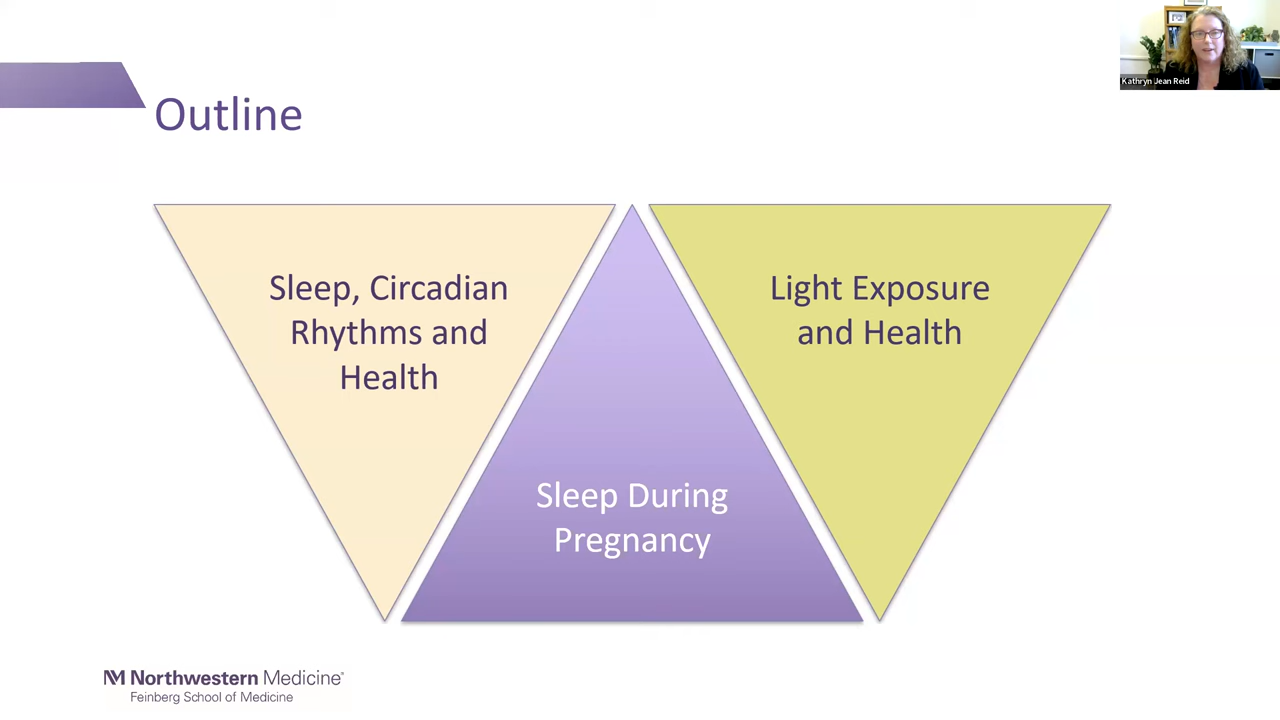 Kathryn Jean Reid
Outline
Sleep, Circadian
Rhythms and
Health
Sleep During
Pregnancy
Light Exposure
and Health
NM Northwestern Medicine®
Feinberg School of Medicine